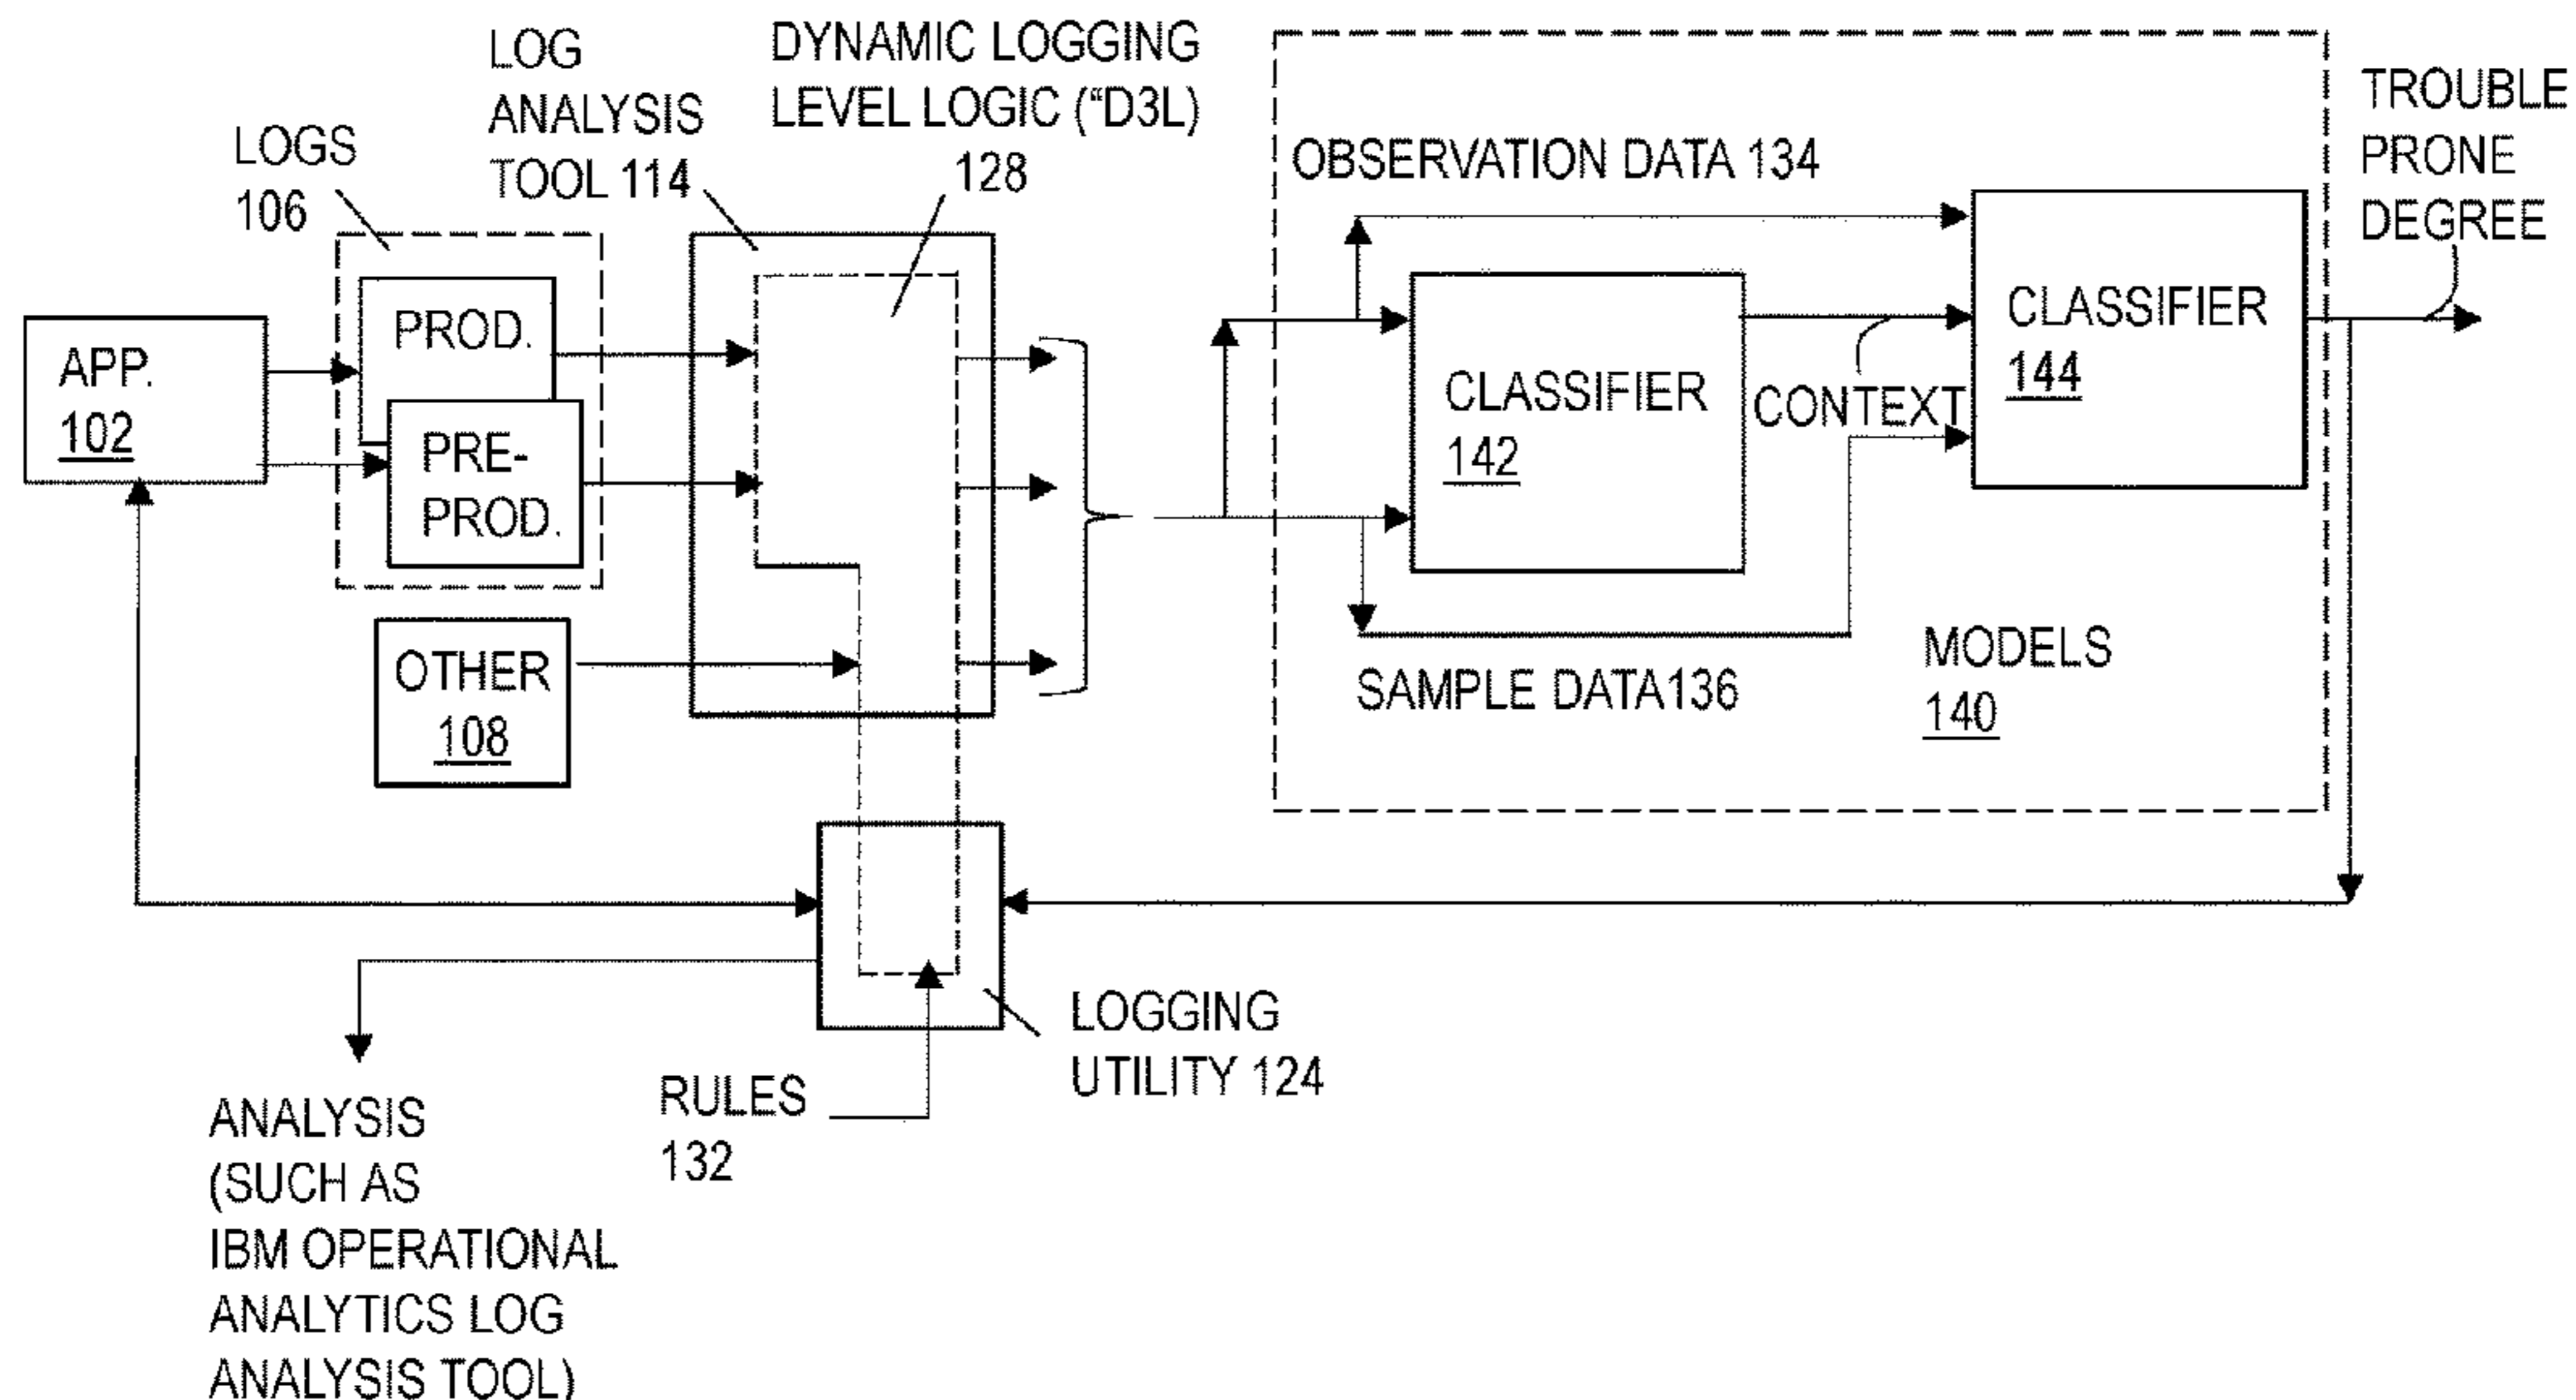 LOG
ANALYSIS
TOOL 114
DYNAMIC LOGGING
LEVEL LOGIC ("D3L)
128
LOGS
106
OBSERVATION DATA 134
TROUBLE
PRONE
DEGREE
APP.
102
PROD.
PRE-
PROD.
OTHER
108
CLASSIFIER
142
CONTEXT
CLASSIFIER
144
SAMPLE DATA136
MODELS
140
LOGGING
UTILITY 124
RULES
132
ANALYSIS
(SUCH AS
IBM OPERATIONAL
ANALYTICS LOG
ANALYSIS TOOL)